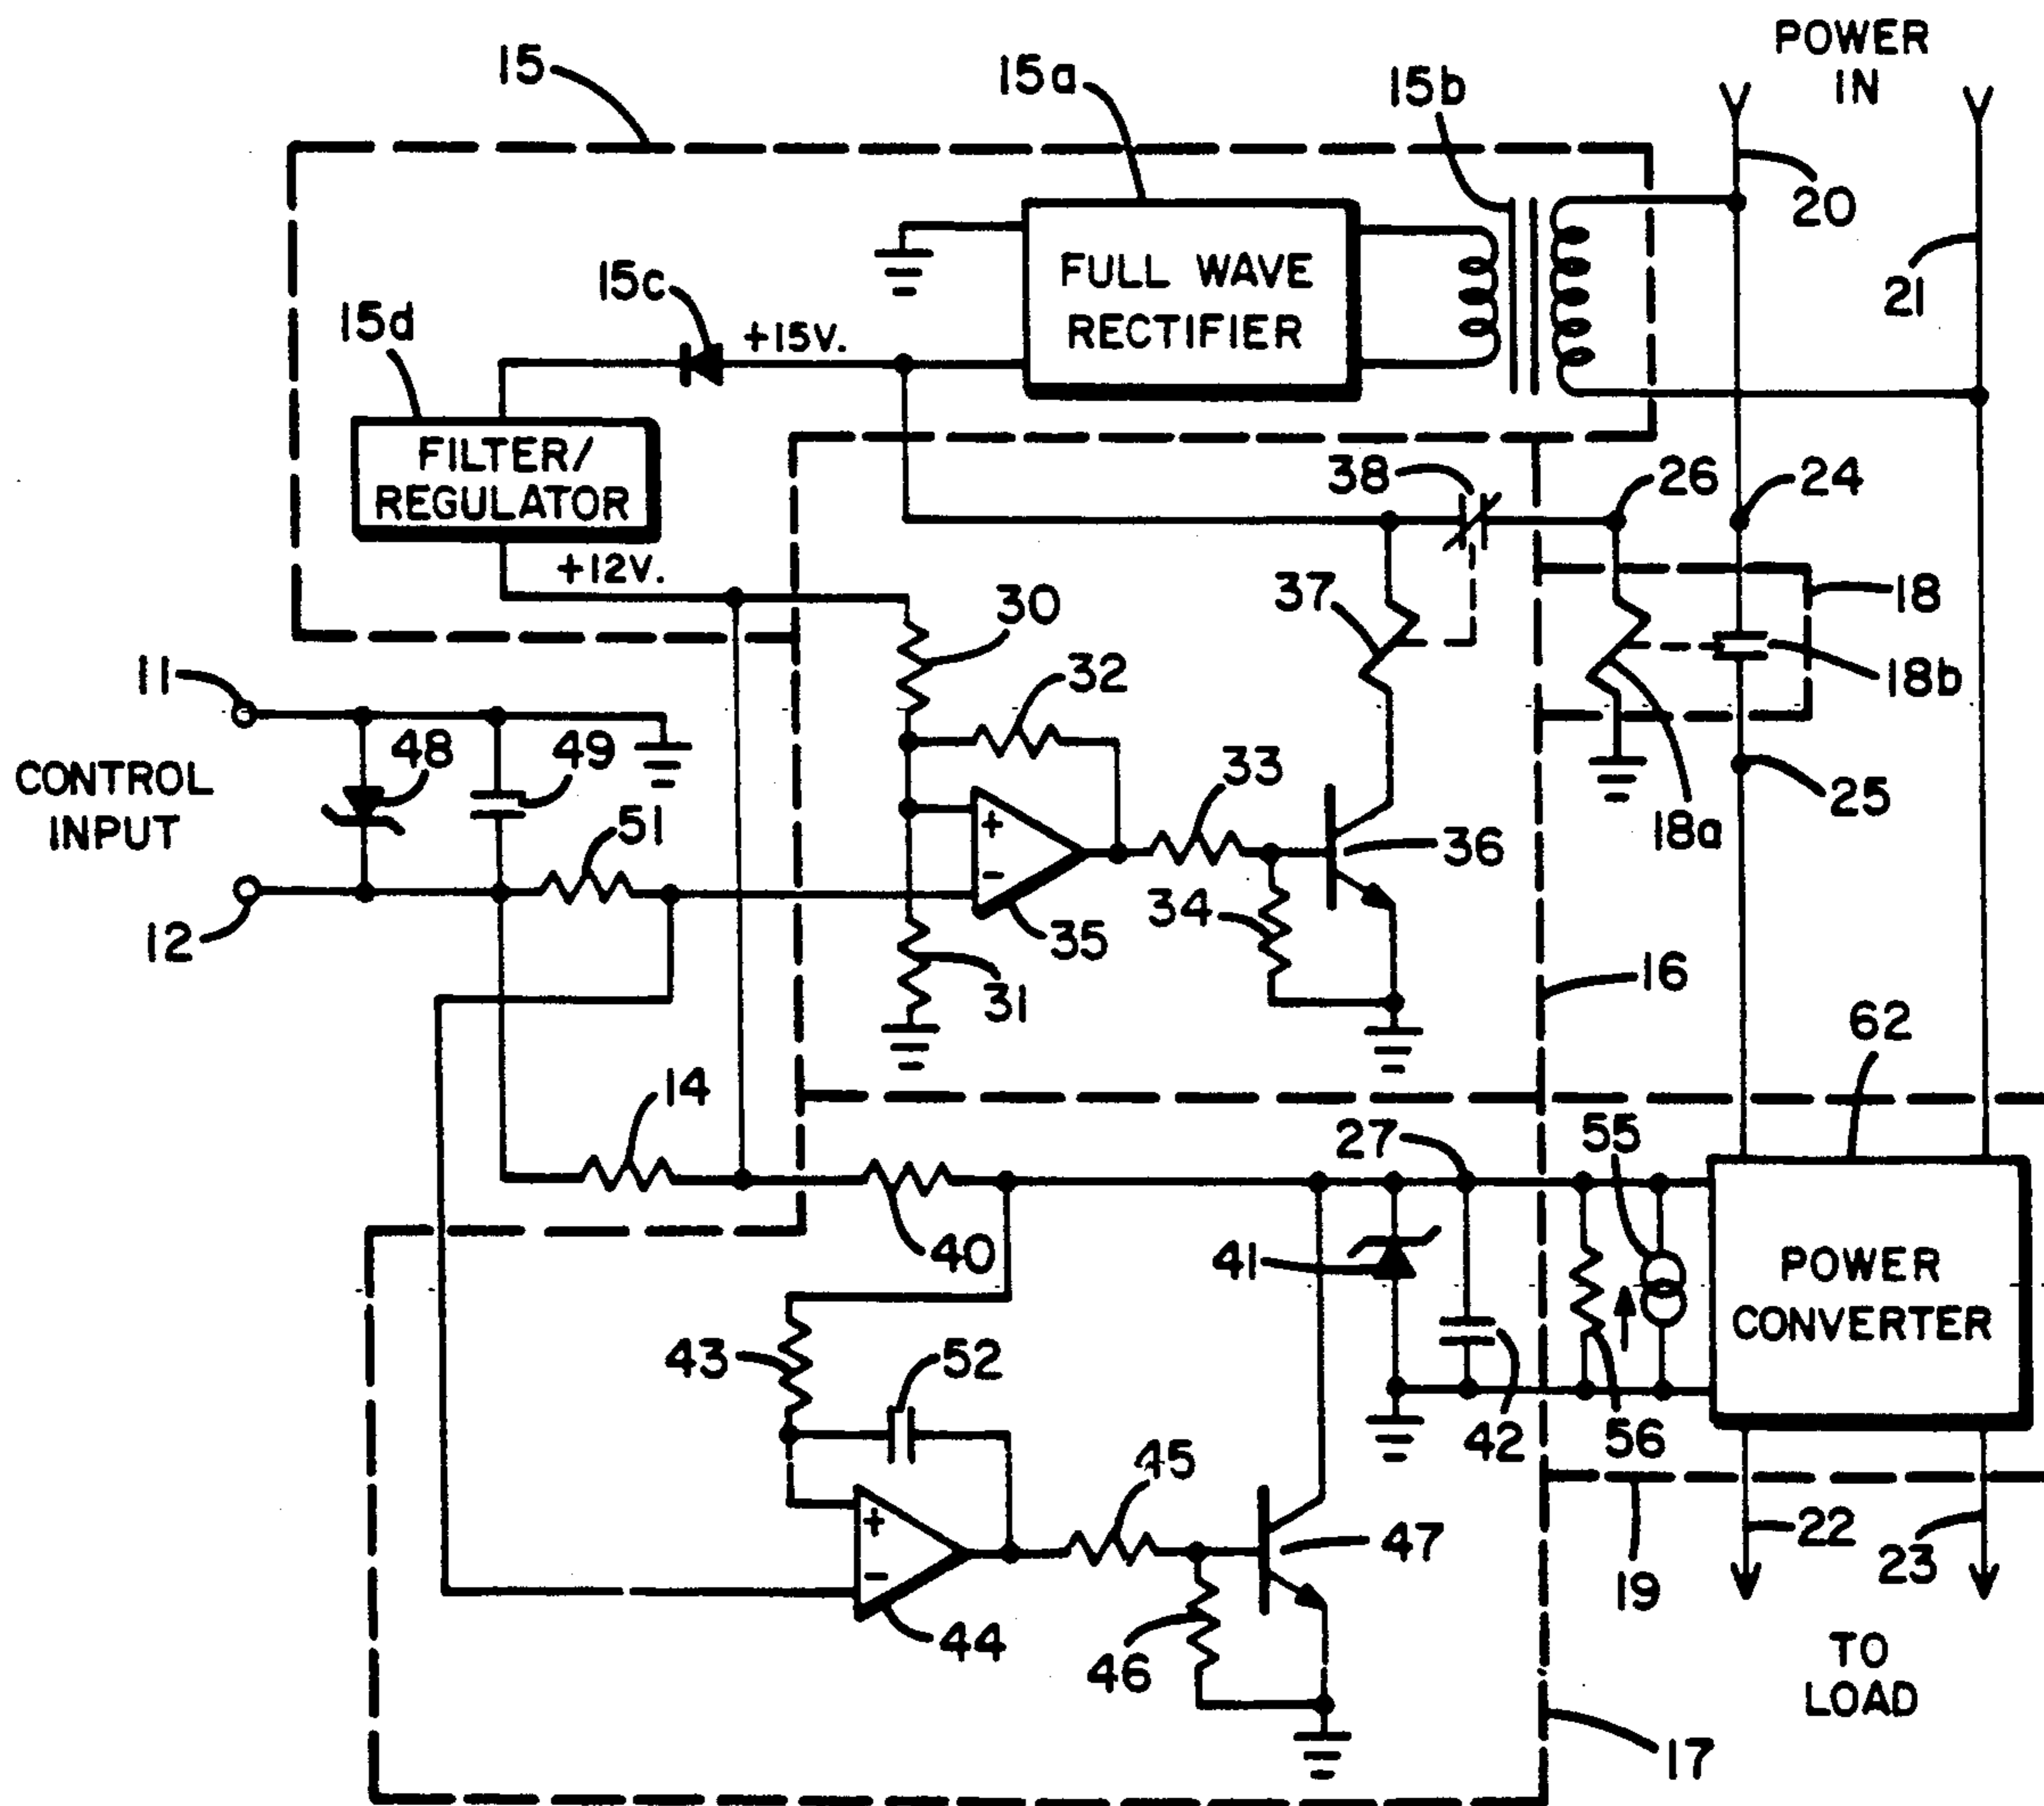 POWER
IN
15
15a
15b
20
21
FULL WAVE
RECTIFIER
15c
+15V.
15d
FILTER/
REGULATOR
38
26
24
+12V.
30
37
18
18b
11
32
48
49
33
CONTROL
INPUT
51
+
-
36
25
18a
12
34
35
31
16
62
14
27
55
40
41
POWER
CONVERTER
43
52
42
56
45
+
-
47
22
23
19
44
46
TO
LOAD
17